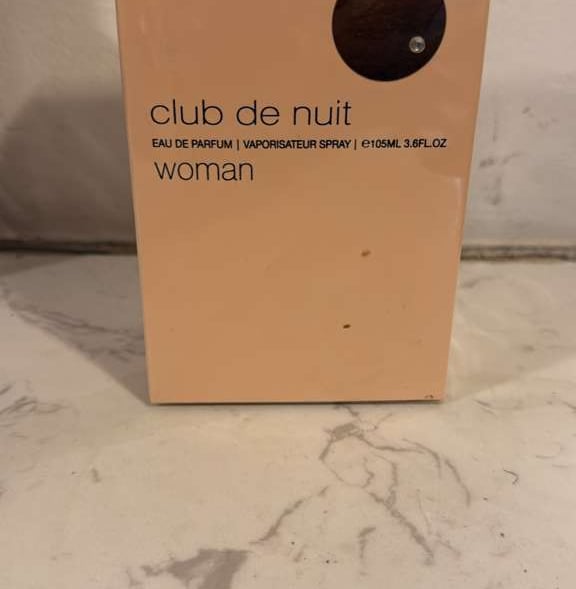 club de nuit
EAU DE PARFUM | VAPORISATEUR SPRAY | ℮105ML 3.6FL.OZ
woman